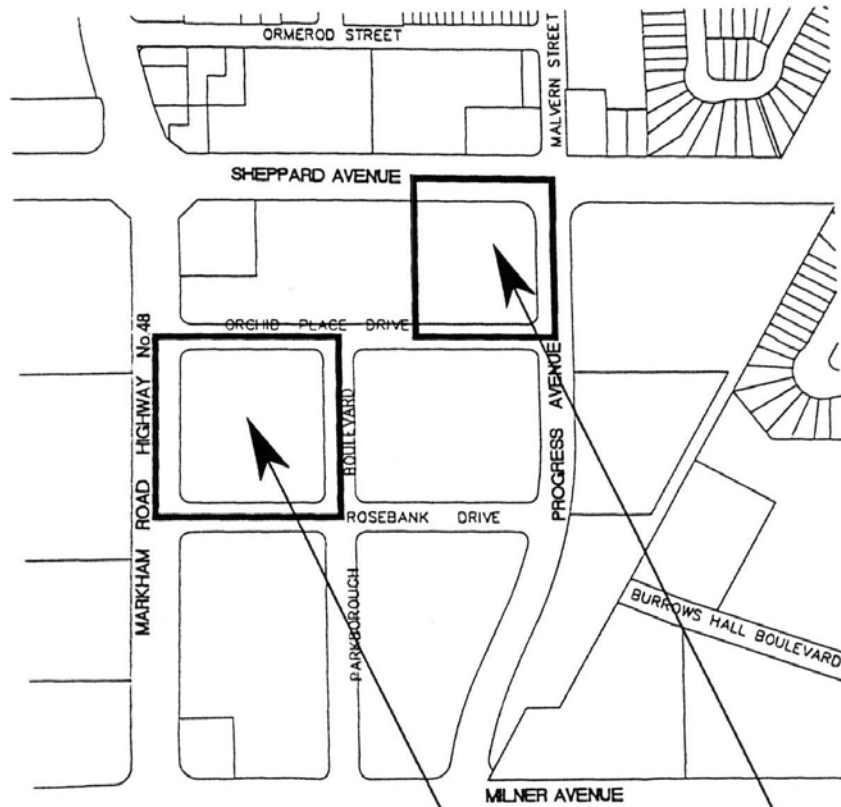 ORMEROD STREET
MALVERN STREET
SHEPPARD AVENUE
ORCHID PLACE DRIVE
MARKHAM ROAD HIGHWAY No.48
BOULEVARD
PROGRESS AVENUE
ROSEBANK DRIVE
PARKBOROUGH
BURROWS HALL BOULEVARD
MILNER AVENUE